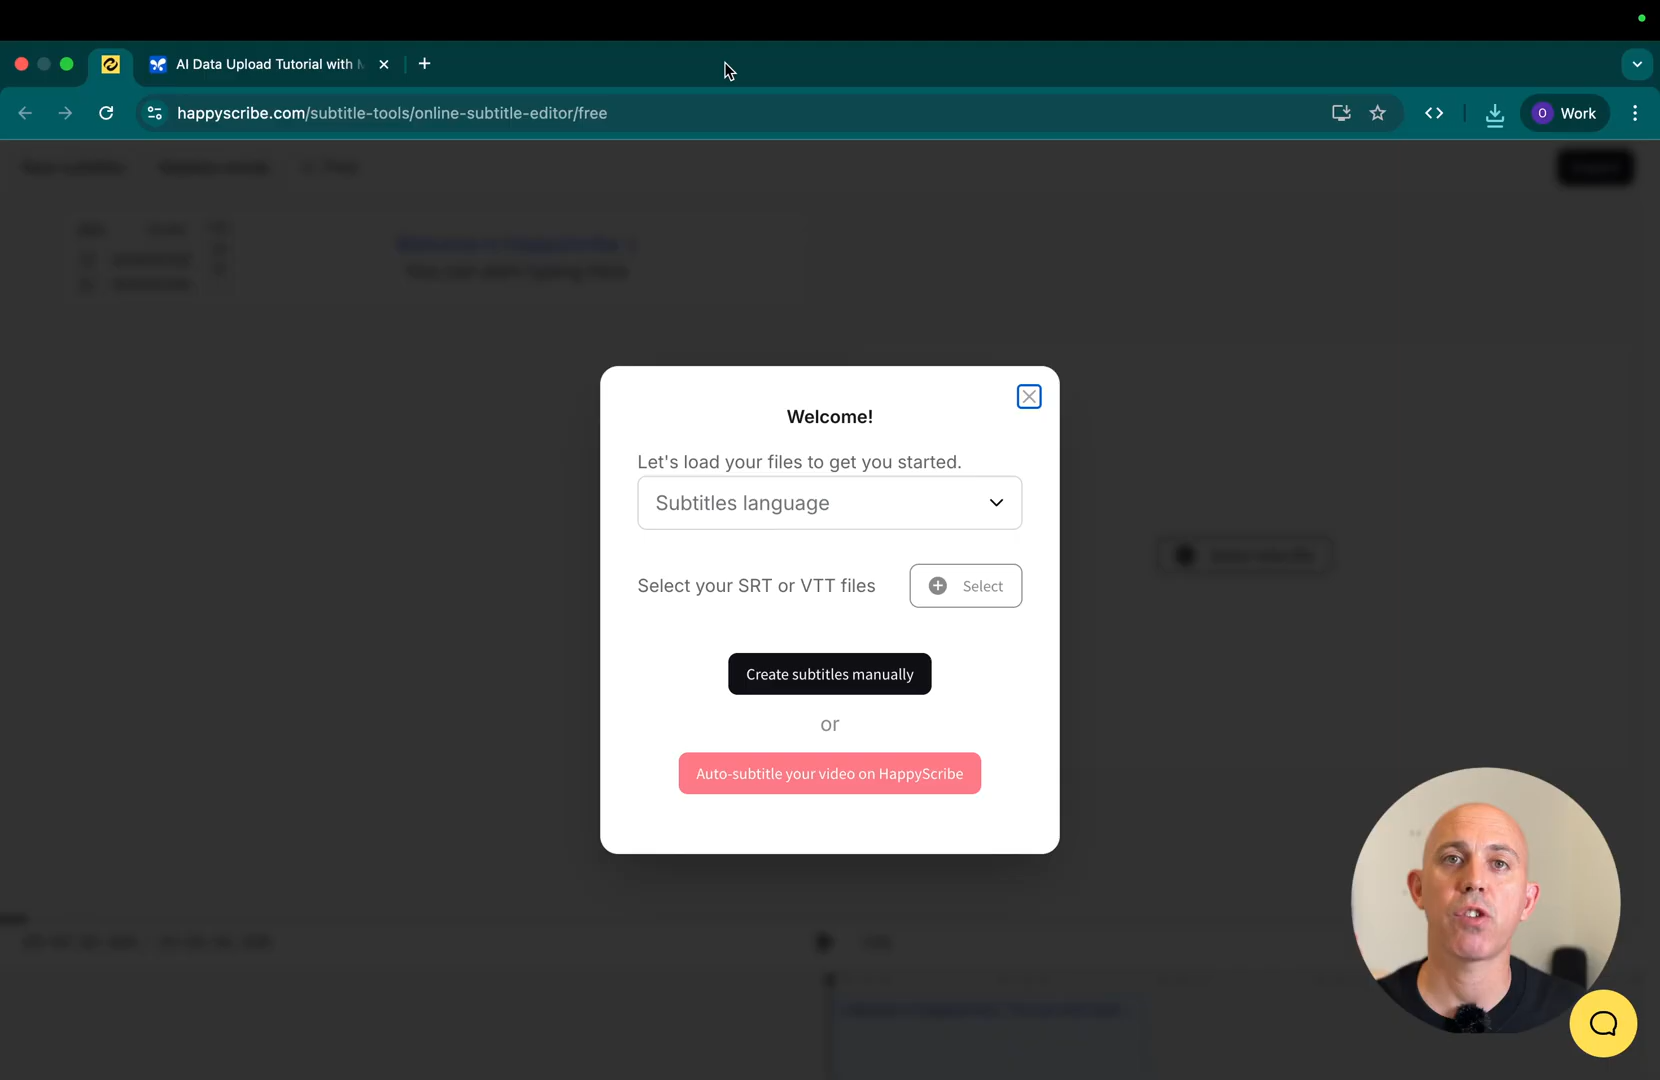 AI Data Upload Tutorial with
happyscribe.com/subtitle-tools/online-subtitle-editor/free
O Work
Welcome!
Let's load your files to get you started.
Subtitles language
Select your SRT or VTT files
Select
Create subtitles manually
or
Auto-subtitle your video on HappyScribe